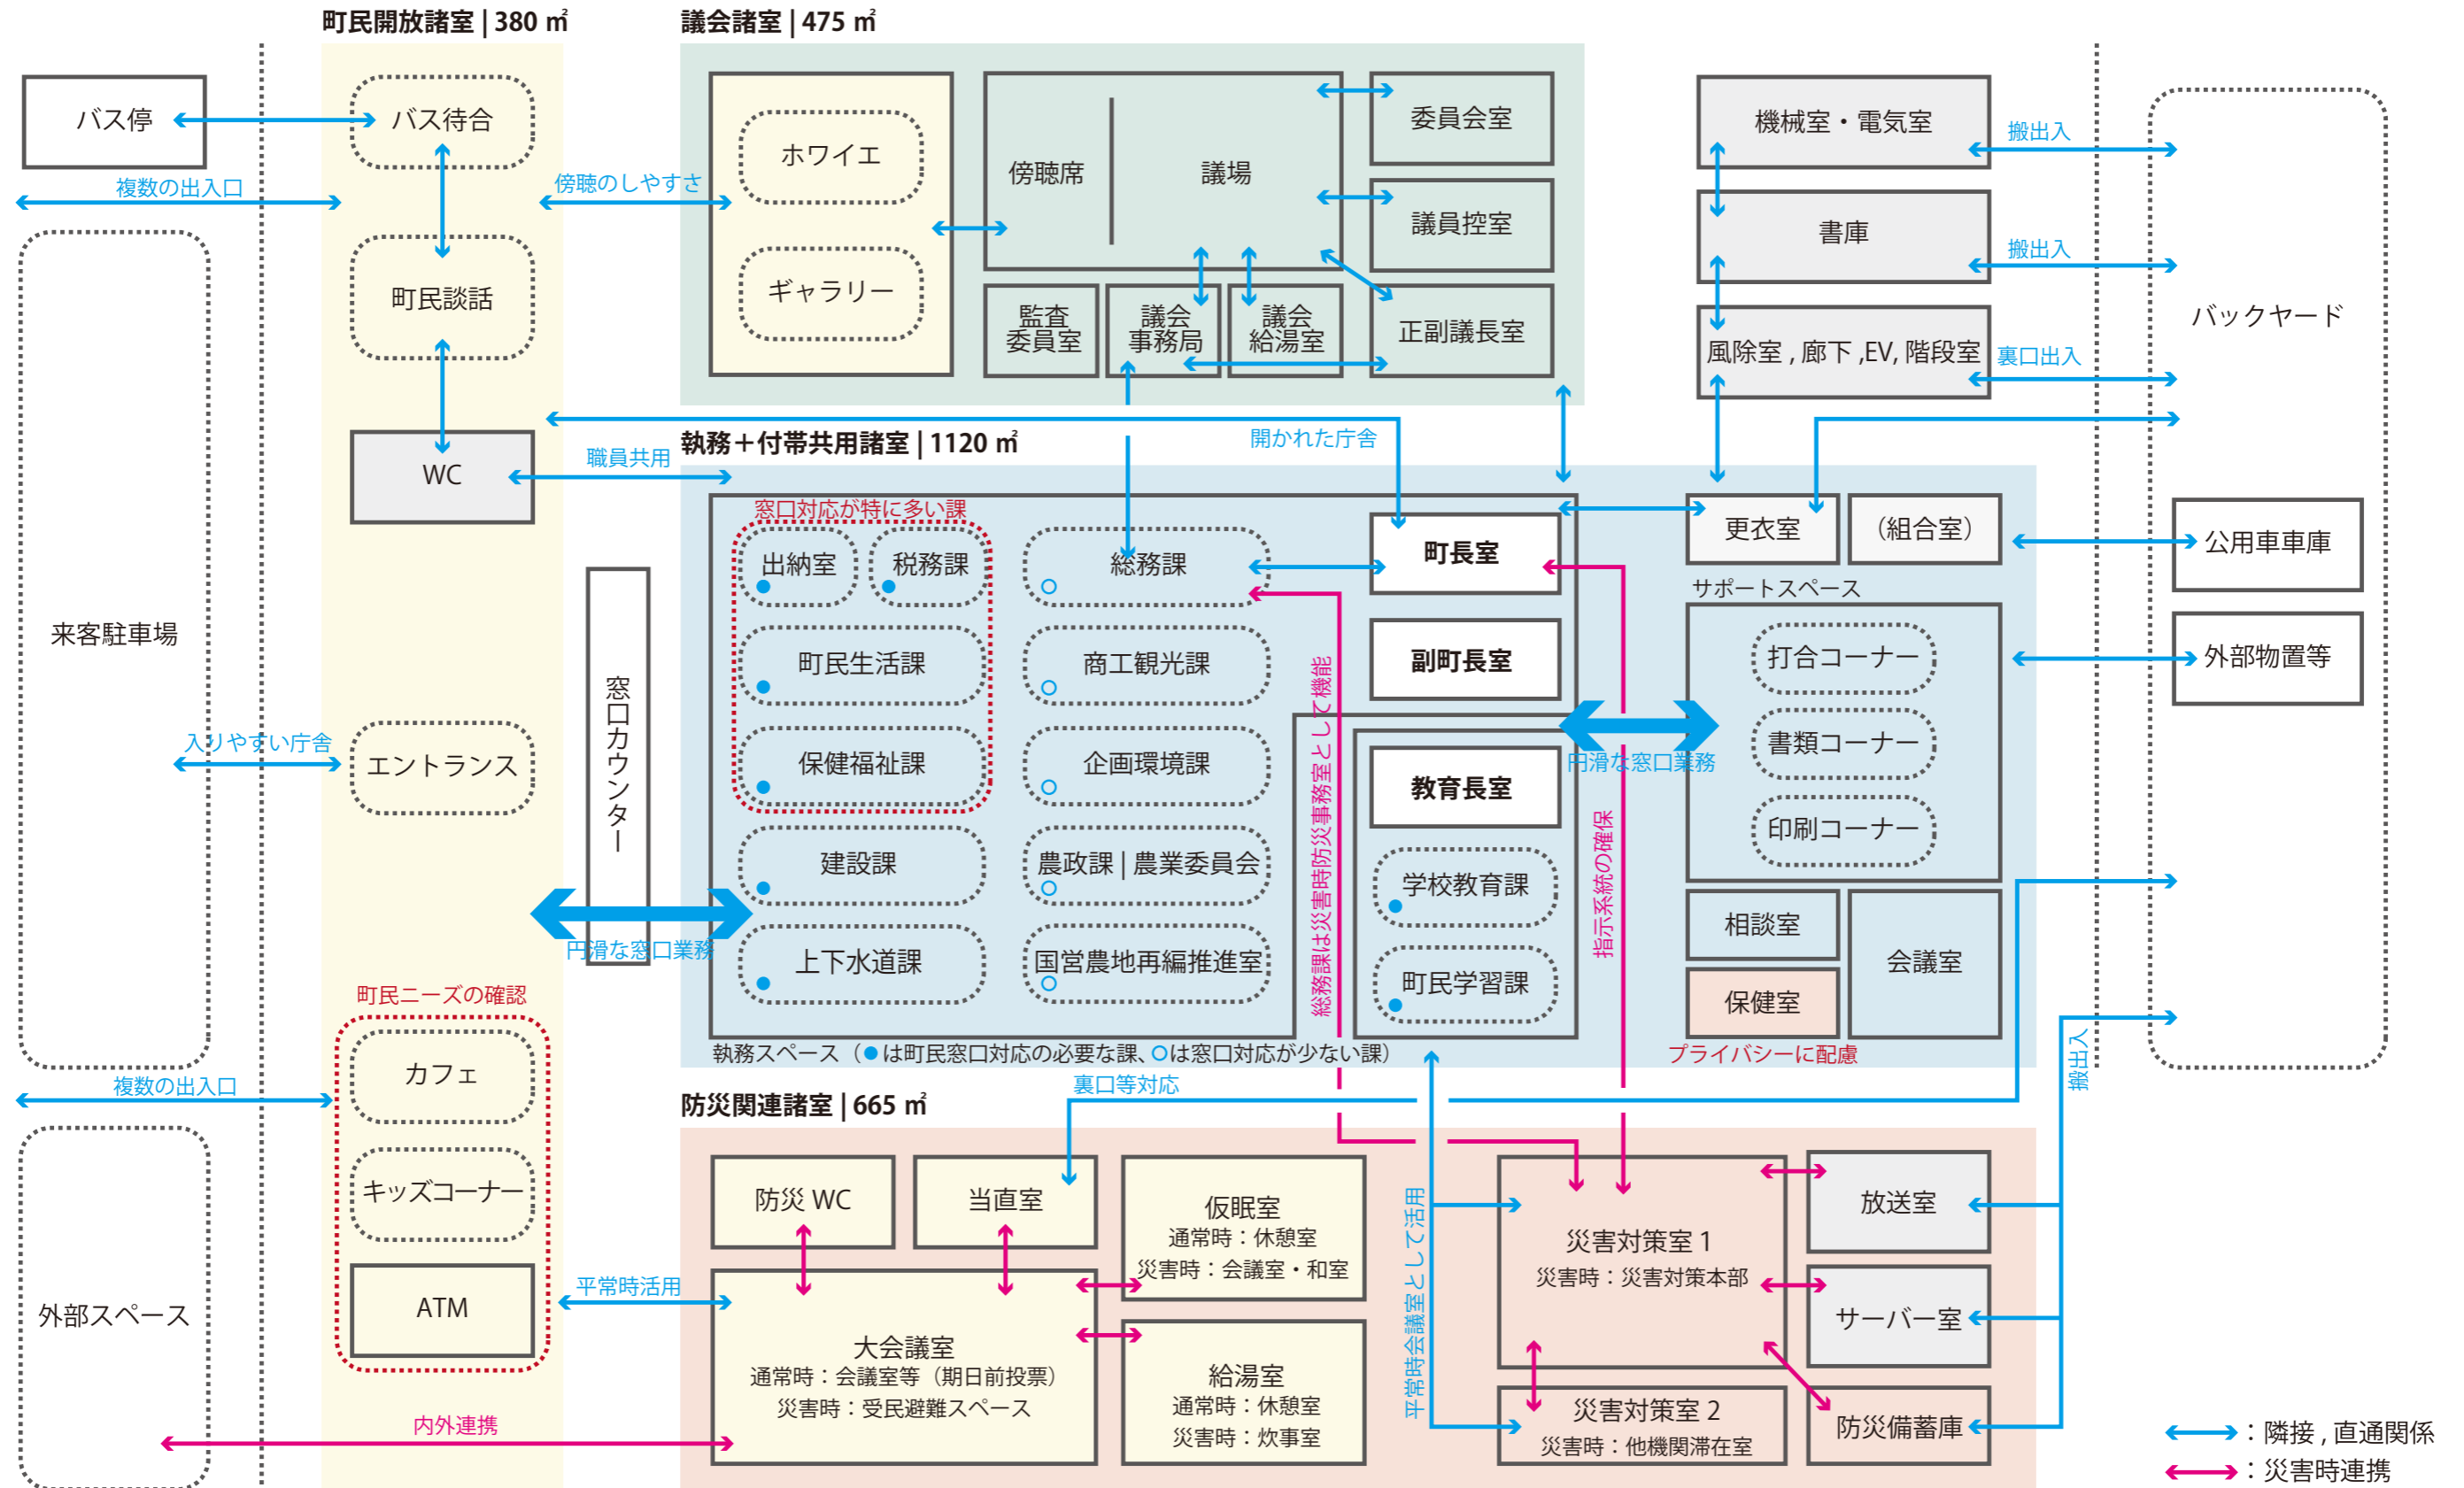 町民開放諸室 | 380 ㎡
議会諸室 | 475 ㎡
バス停
バス待合
複数の出入口
傍聴のしやすさ
町民談話
WC
職員共用
ホワイエ
ギャラリー
傍聴席
議場
委員会室
議員控室
正副議長室
監査
委員室
議会
事務局
議会
給湯室
機械室・電気室
搬出入
書庫
搬出入
風除室 , 廊下 ,EV, 階段室
裏口出入
バックヤード
開かれた庁舎
執務+付帯共用諸室 | 1120 ㎡
来客駐車場
入りやすい庁舎
エントランス
窓口カウンター
円滑な窓口業務
窓口対応が特に多い課
出納室
税務課
町民生活課
保健福祉課
建設課
上下水道課
総務課
商工観光課
企画環境課
農政課 | 農業委員会
国営農地再編推進室
町長室
副町長室
教育長室
学校教育課
町民学習課
総務課は災害時防災事務室として機能
指示系統の確保
円滑な窓口業務
更衣室
（組合室）
サポートスペース
打合コーナー
書類コーナー
印刷コーナー
相談室
保健室
会議室
プライバシーに配慮
公用車車庫
外部物置等
執務スペース（●は町民窓口対応の必要な課、○は窓口対応が少ない課）
町民ニーズの確認
カフェ
キッズコーナー
ATM
複数の出入口
外部スペース
平常時活用
内外連携
裏口等対応
搬出入
防災関連諸室 | 665 ㎡
防災 WC
当直室
仮眠室
通常時：休憩室
災害時：会議室・和室
大会議室
通常時：会議室等（期日前投票）
災害時：受民避難スペース
給湯室
通常時：休憩室
災害時：炊事室
平常時会議室として活用
災害対策室 1
災害時：災害対策本部
災害対策室 2
災害時：他機関滞在室
放送室
サーバー室
防災備蓄庫
：隣接 , 直通関係
：災害時連携